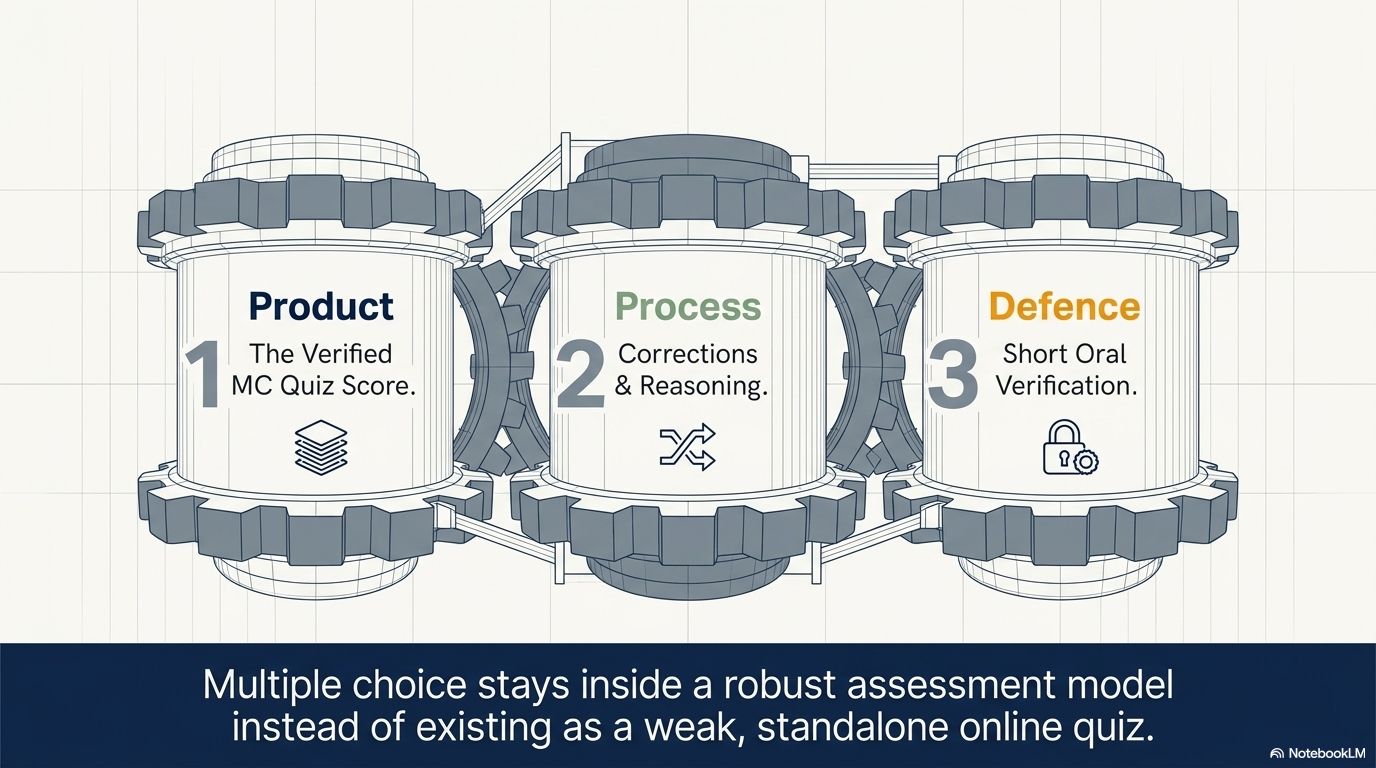 Product
1
The Verified
MC Quiz Score.
Process
2
Corrections
& Reasoning.
Defence
3
Short Oral
Verification.
Multiple choice stays inside a robust assessment model
instead of existing as a weak, standalone online quiz.
NotebookLM